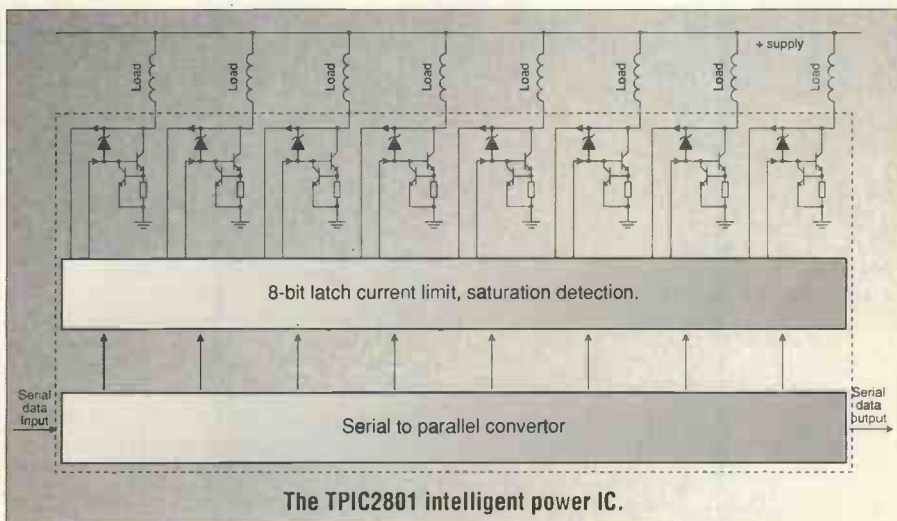 + supply
Load
Load
Load
Load
Load
Load
Load
Load
8-bit latch current limit, saturation detection.
Serial
data
Input
Serial to parallel convertor
Serial
data
output
The TPIC2801 intelligent power IC.